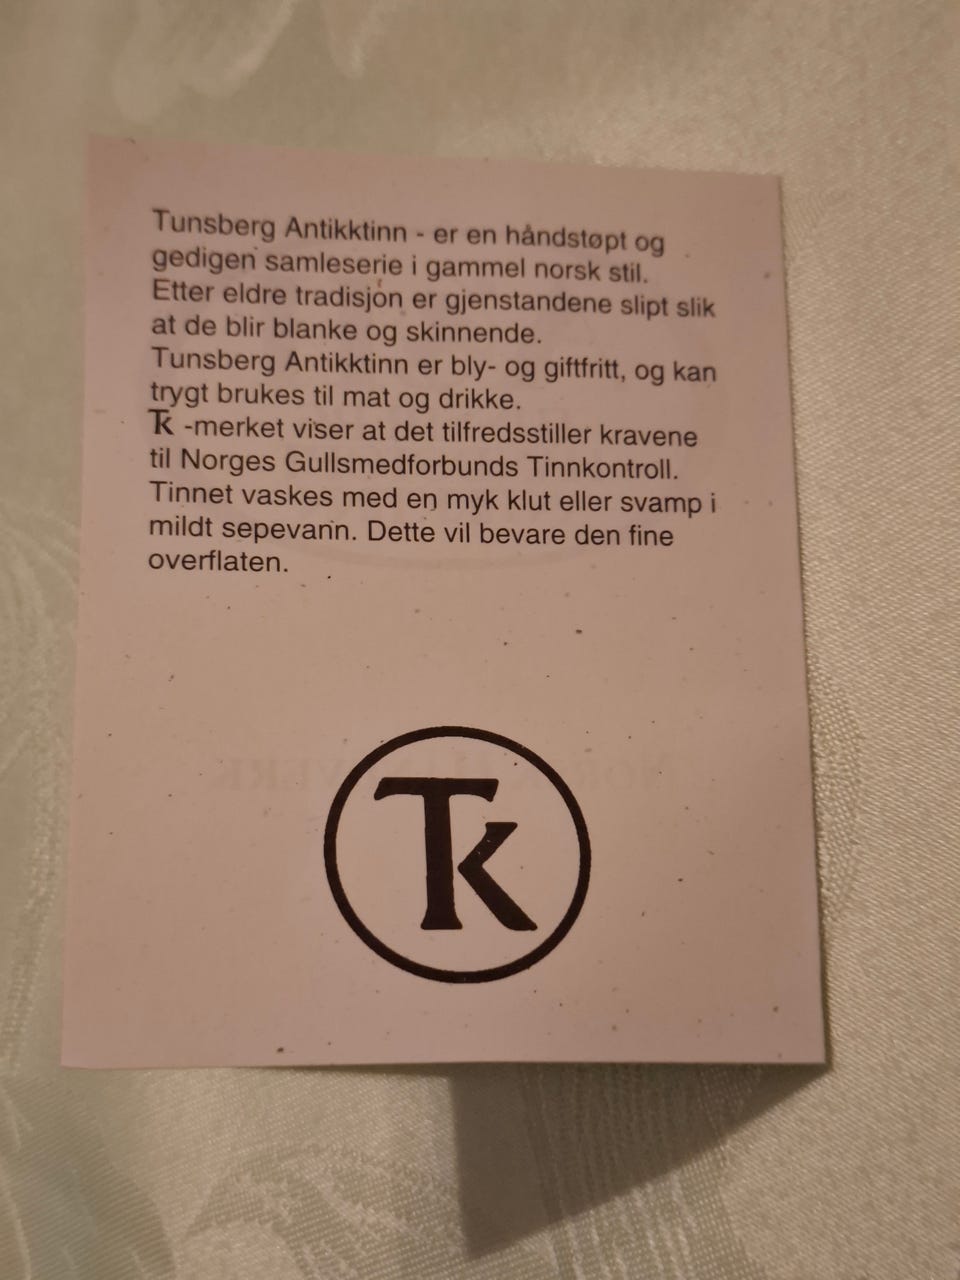 Tunsberg Antikktinn - er en håndstøpt og
gedigen samleserie i gammel norsk stil.
Etter eldre tradisjon er gjenstandene slipt slik
at de blir blanke og skinnende.
Tunsberg Antikktinn er bly- og giftfritt, og kan
trygt brukes til mat og drikke.
Tk -merket viser at det tilfredsstiller kravene
til Norges Gullsmedforbunds Tinnkontroll.
Tinnet vaskes med en myk klut eller svamp i
mildt sepevann. Dette vil bevare den fine
overflaten.
Tk